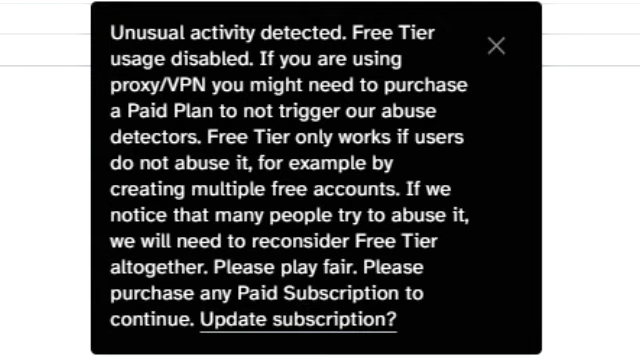 Unusual activity detected. Free Tier
usage disabled. If you are using
proxy/VPN you might need to purchase
a Paid Plan to not trigger our abuse
detectors. Free Tier only works if users
do not abuse it, for example by
creating multiple free accounts. If we
notice that many people try to abuse it,
we will need to reconsider Free Tier
altogether. Please play fair. Please
purchase any Paid Subscription to
continue. Update subscription?